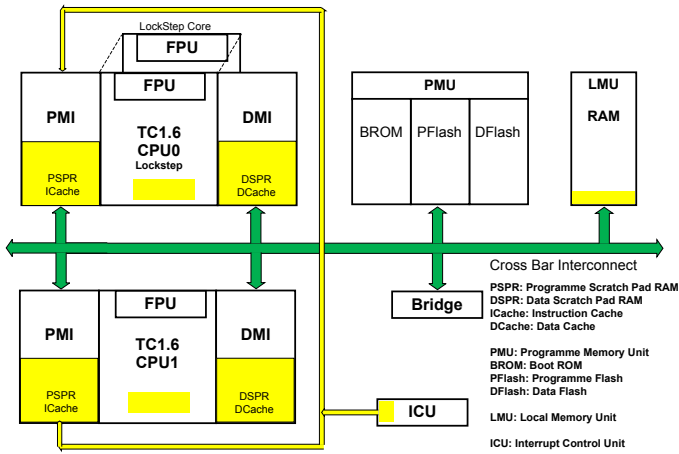 LockStep Core
FPU
FPU
PMI
DMI
TC1.6
CPU0
Lockstep
PSPR
ICache
DSPR
DCache
PMU
BROM
PFlash
DFlash
LMU
RAM
Cross Bar Interconnect
FPU
PMI
DMI
TC1.6
CPU1
PSPR
ICache
DSPR
DCache
Bridge
ICU
PSPR: Programme Scratch Pad RAM
DSPR: Data Scratch Pad RAM
ICache: Instruction Cache
DCache: Data Cache
PMU: Programme Memory Unit
BROM: Boot ROM
PFlash: Programme Flash
DFlash: Data Flash
LMU: Local Memory Unit
ICU: Interrupt Control Unit